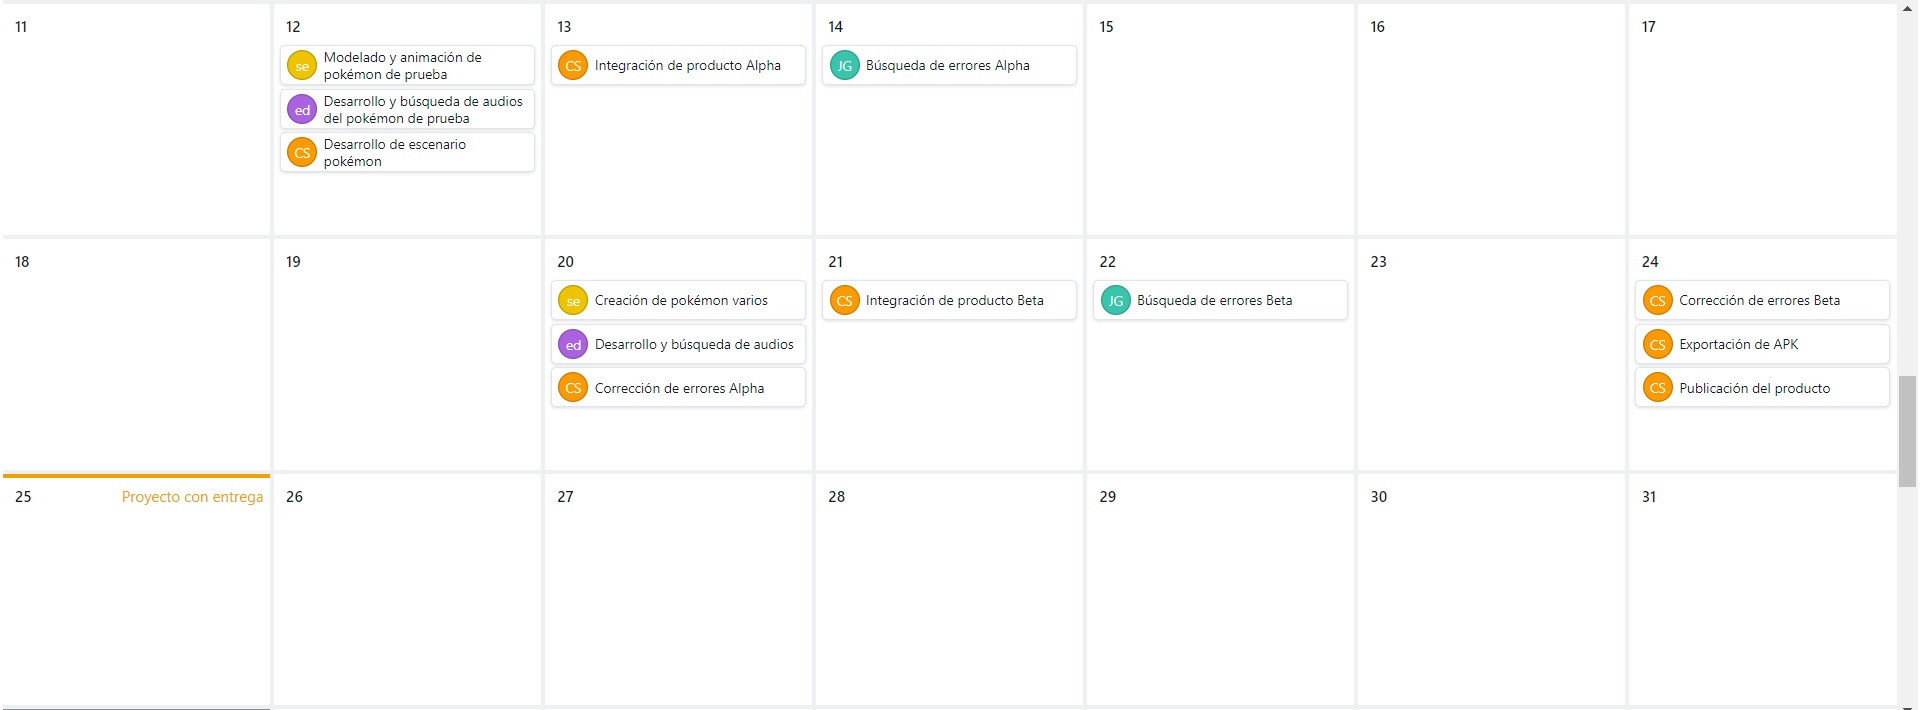 11
12
se
Modelado y animación de
pokémon de prueba
ed
Desarrollo y búsqueda de audios
del pokémon de prueba
CS
Desarrollo de escenario
pokémon
13
CS
Integración de producto Alpha
14
JG
Búsqueda de errores Alpha
15
16
17
18
19
20
se
Creación de pokémon varios
ed
Desarrollo y búsqueda de audios
CS
Corrección de errores Alpha
21
CS
Integración de producto Beta
22
JG
Búsqueda de errores Beta
23
24
CS
Corrección de errores Beta
CS
Exportación de APK
CS
Publicación del producto
25
Proyecto con entrega
26
27
28
29
30
31